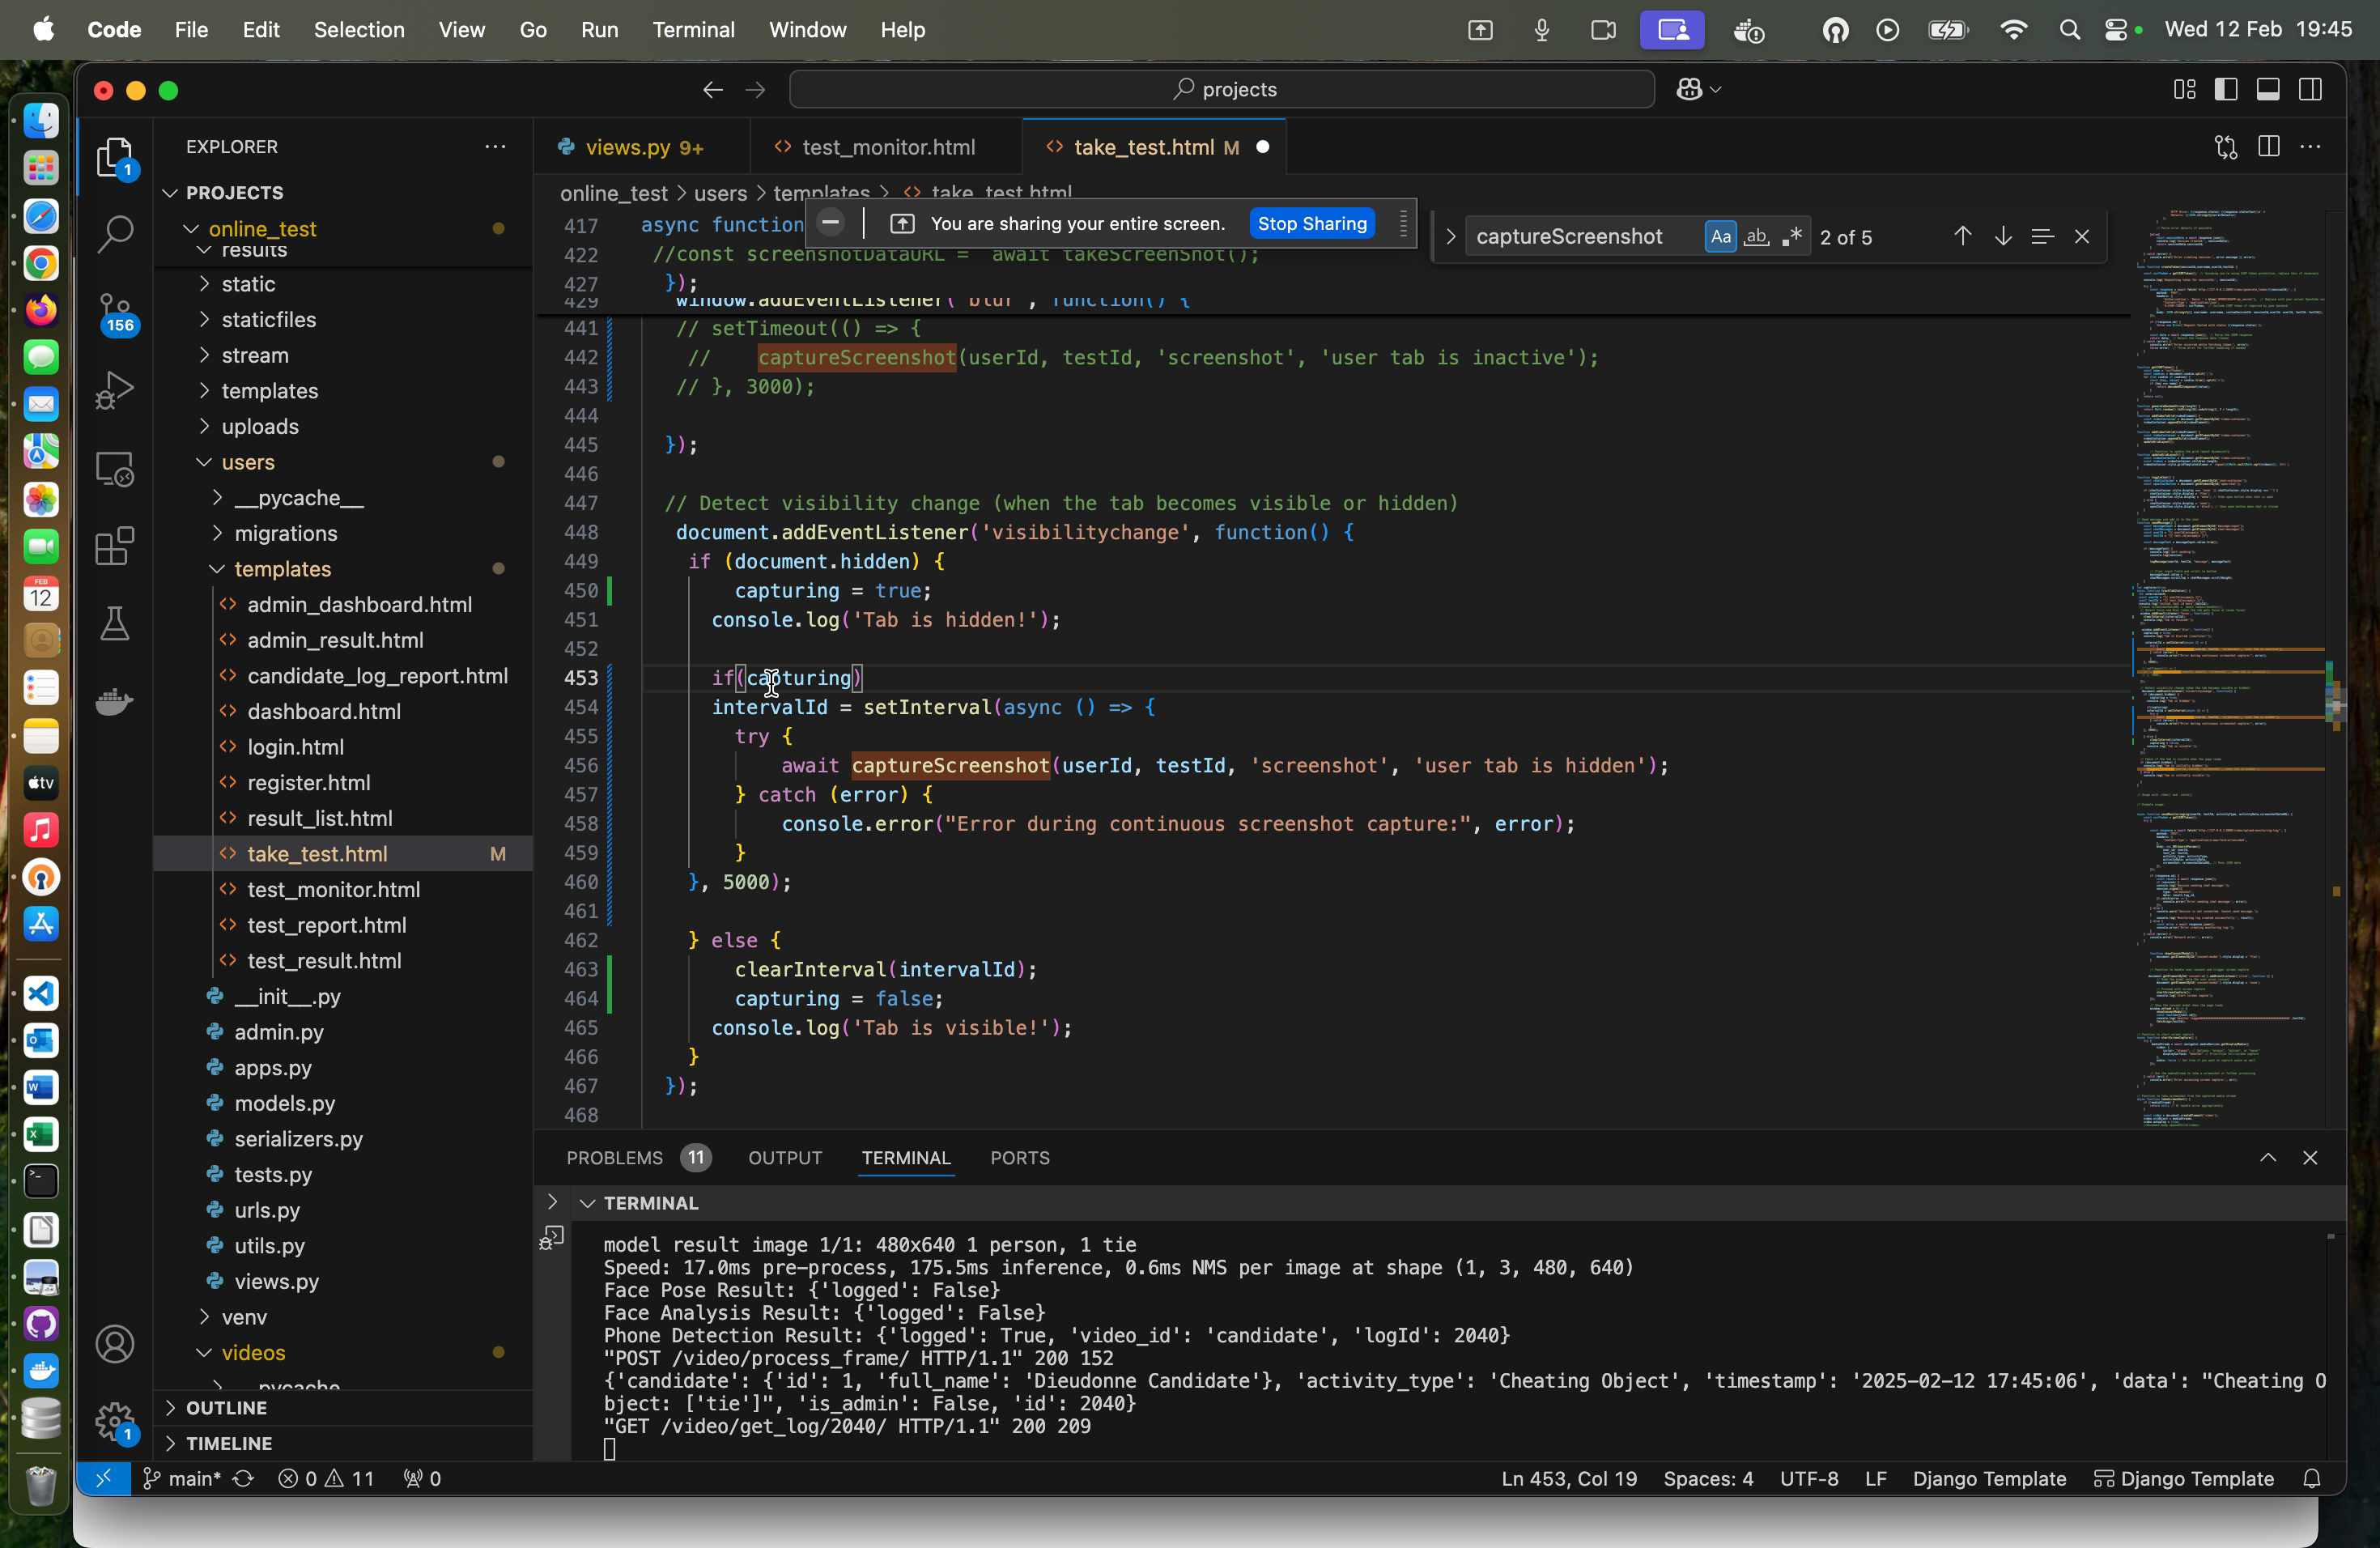 Code File Edit Selection View Go Run Terminal Window Help Wed 12 Feb 19:45
projects
EXPLORER
PROJECTS
online_test
results
static
staticfiles
stream
templates
uploads
users
__pycache__
migrations
templates
<> admin_dashboard.html
<> admin_result.html
<> candidate_log_report.html
<> dashboard.html
<> login.html
<> register.html
<> result_list.html
<> take_test.html M
<> test_monitor.html
<> test_report.html
<> test_result.html
__init__.py
admin.py
apps.py
models.py
serializers.py
tests.py
urls.py
utils.py
views.py
venv
videos
__pycache__
OUTLINE
TIMELINE
1
156
1
FEB
12
tv
views.py 9+
<> test_monitor.html
<> take_test.html M
online_test > users > templates > <> take_test.html
You are sharing your entire screen. Stop Sharing
captureScreenshot Aa ab .* 2 of 5
417 async function
422 //const screenshotDataURL = await takeScreenShot();
427 });
429 window.addEventListener('blur', function() {
441 // setTimeout(() => {
442 // captureScreenshot(userId, testId, 'screenshot', 'user tab is inactive');
443 // }, 3000);
444
445 });
446
447 // Detect visibility change (when the tab becomes visible or hidden)
448 document.addEventListener('visibilitychange', function() {
449 if (document.hidden) {
450 capturing = true;
451 console.log('Tab is hidden!');
452
453 if(capturing)
454 intervalId = setInterval(async () => {
455 try {
456 await captureScreenshot(userId, testId, 'screenshot', 'user tab is hidden');
457 } catch (error) {
458 console.error("Error during continuous screenshot capture:", error);
459 }
460 }, 5000);
461
462 } else {
463 clearInterval(intervalId);
464 capturing = false;
465 console.log('Tab is visible!');
466 }
467 });
468
PROBLEMS 11 OUTPUT TERMINAL PORTS
TERMINAL
model result image 1/1: 480x640 1 person, 1 tie
Speed: 17.0ms pre-process, 175.5ms inference, 0.6ms NMS per image at shape (1, 3, 480, 640)
Face Pose Result: {'logged': False}
Face Analysis Result: {'logged': False}
Phone Detection Result: {'logged': True, 'video_id': 'candidate', 'logId': 2040}
"POST /video/process_frame/ HTTP/1.1" 200 152
{'candidate': {'id': 1, 'full_name': 'Dieudonne Candidate'}, 'activity_type': 'Cheating Object', 'timestamp': '2025-02-12 17:45:06', 'data': "Cheating O
bject: ['tie']", 'is_admin': False, 'id': 2040}
"GET /video/get_log/2040/ HTTP/1.1" 200 209
main* 0 11 0 Ln 453, Col 19 Spaces: 4 UTF-8 LF Django Template Django Template